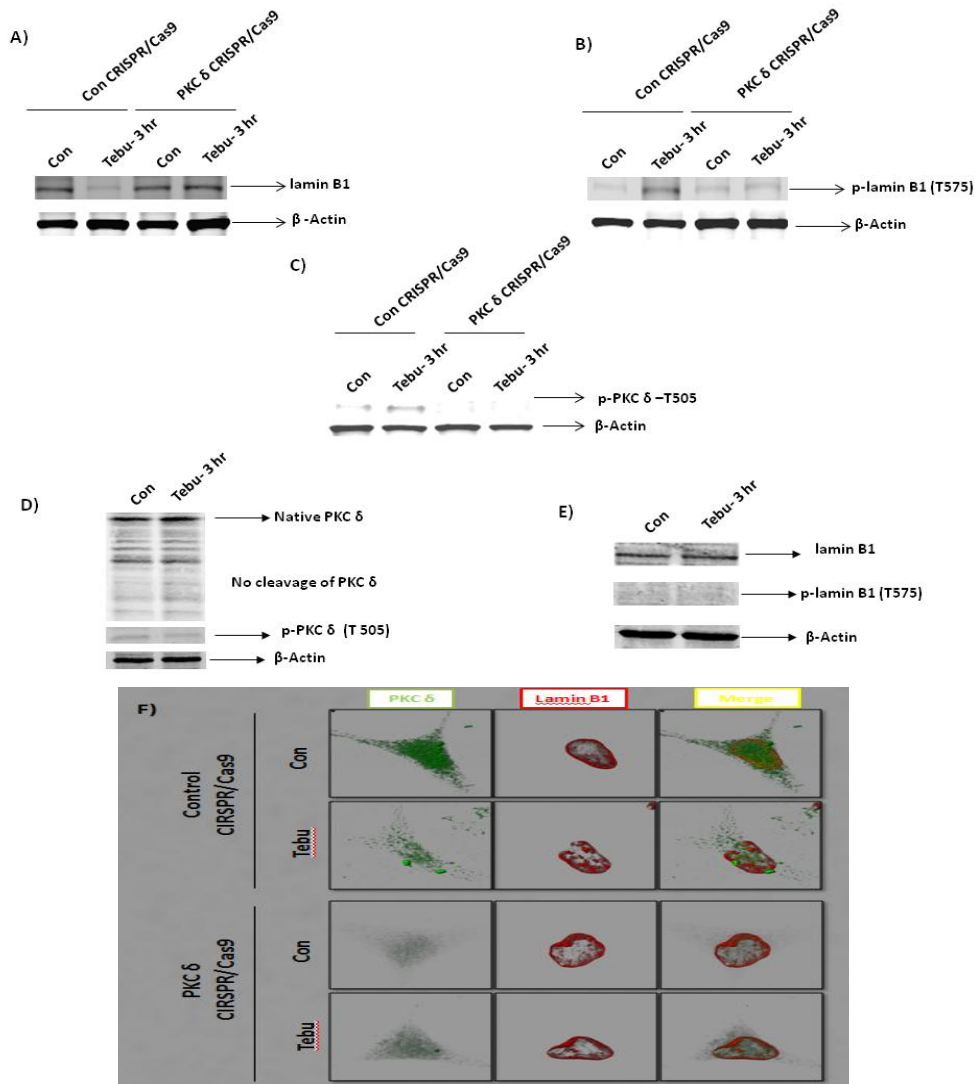 A)
Con CRISPR/Cas9
PKC δ CRISPR/Cas9
Con
Tebu- 3 hr
Con
Tebu- 3 hr
lamin B1
β -Actin
B)
Con CRISPR/Cas9
PKC δ CRISPR/Cas9
Con
Tebu- 3 hr
Con
Tebu- 3 hr
p-lamin B1 (T575)
β-Actin
C)
Con CRISPR/Cas9
PKC δ CRISPR/Cas9
Con
Tebu- 3 hr
Con
Tebu- 3 hr
p-PKC δ –T505
β-Actin
D)
Con
Tebu- 3 hr
Native PKC δ
No cleavage of PKC δ
p-PKC δ (T 505)
β-Actin
E)
Con
Tebu- 3 hr
lamin B1
p-lamin B1 (T575)
β-Actin
F)
PKC δ
Lamin B1
Merge
Control
CIRSPR/Cas9
Con
Tebu
PKC δ
CIRSPR/Cas9
Con
Tebu